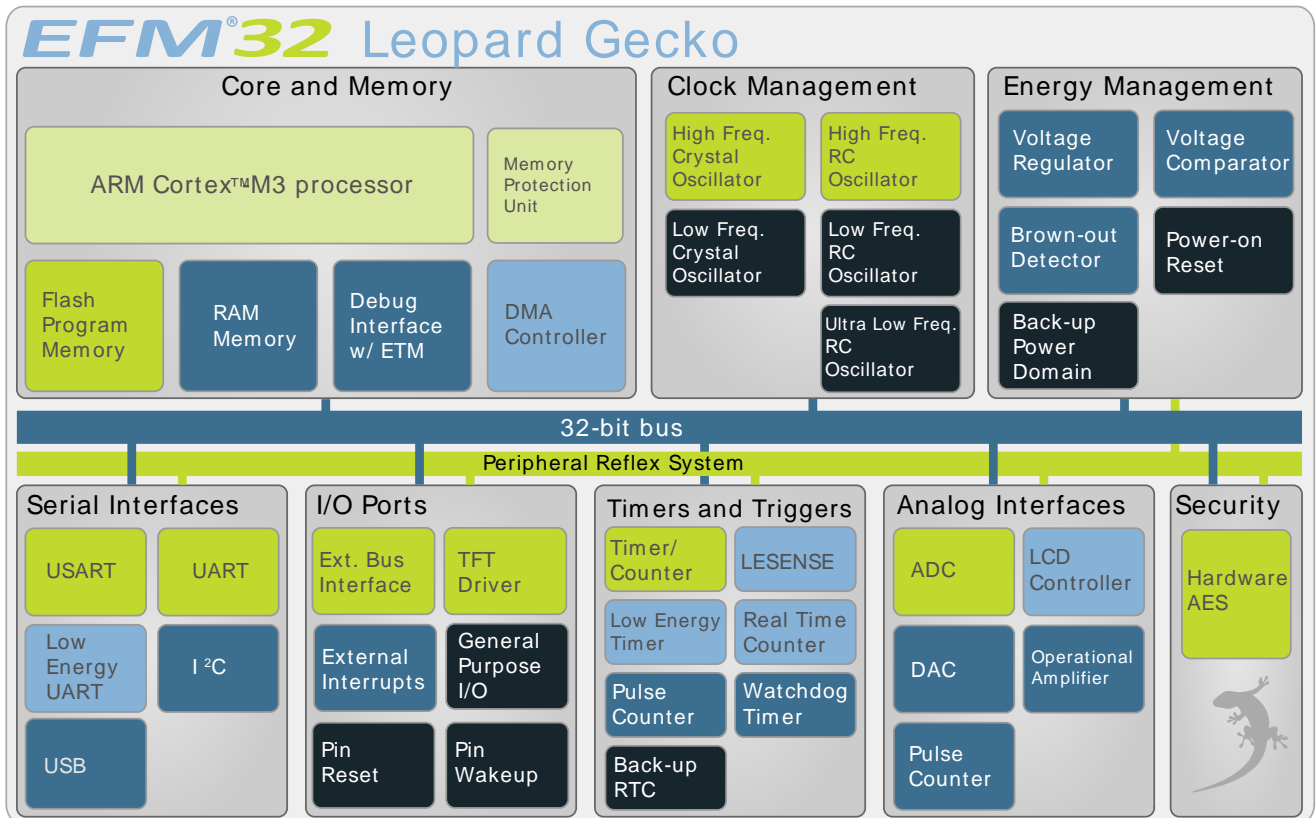 EFM®32 Leopard Gecko
Core and Memory
ARM Cortex™M3 processor
Memory
Protection
Unit
Flash
Program
Memory
RAM
Memory
Debug
Interface
w/ ETM
DMA
Controller
Clock Management
High Freq.
Crystal
Oscillator
High Freq.
RC
Oscillator
Low Freq.
Crystal
Oscillator
Low Freq.
RC
Oscillator
Ultra Low Freq.
RC
Oscillator
Energy Management
Voltage
Regulator
Voltage
Comparator
Brown-out
Detector
Power-on
Reset
Back-up
Power
Domain
32-bit bus
Peripheral Reflex System
Serial Interfaces
USART
UART
Low
Energy
UART
I²C
USB
I/O Ports
Ext. Bus
Interface
TFT
Driver
External
Interrupts
General
Purpose
I/O
Pin
Reset
Pin
Wakeup
Timers and Triggers
Timer/
Counter
LESENSE
Low Energy
Timer
Real Time
Counter
Pulse
Counter
Watchdog
Timer
Back-up
RTC
Analog Interfaces
ADC
LCD
Controller
DAC
Operational
Amplifier
Pulse
Counter
Security
Hardware
AES